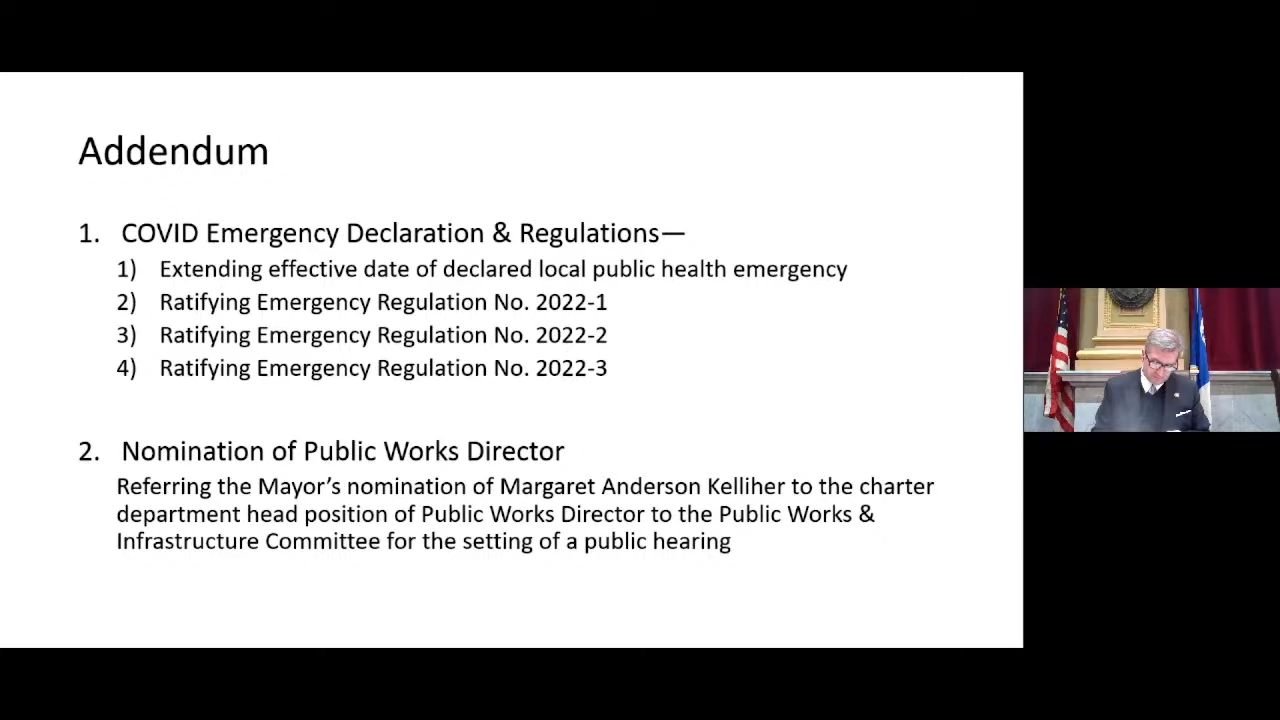 Addendum
1. COVID Emergency Declaration & Regulations—
1) Extending effective date of declared local public health emergency
2) Ratifying Emergency Regulation No. 2022-1
3) Ratifying Emergency Regulation No. 2022-2
4) Ratifying Emergency Regulation No. 2022-3
2. Nomination of Public Works Director
Referring the Mayor’s nomination of Margaret Anderson Kelliher to the charter
department head position of Public Works Director to the Public Works &
Infrastructure Committee for the setting of a public hearing